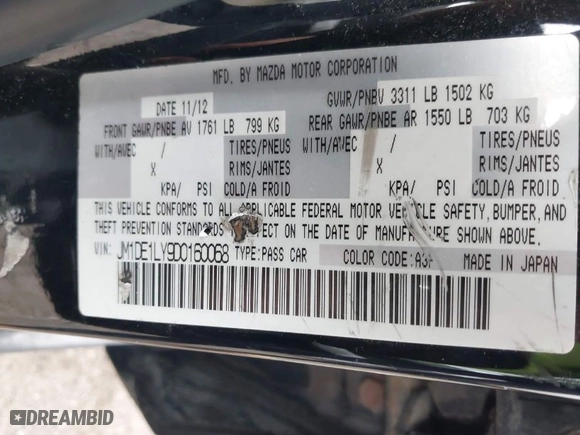 MFD. BY MAZDA MOTOR CORPORATION
DATE 11/12
GVWR/PNBV 3311 LB 1502 KG
FRONT GAWR/PNBE AV 1761 LB 799 KG
REAR GAWR/PNBE AR 1550 LB 703 KG
WITH/AVEC / TIRES/PNEUS WITH/AVEC / TIRES/PNEUS
X RIMS/JANTES X RIMS/JANTES
KPA/ PSI COLD/A FROID KPA/ PSI COLD/A FROID
THIS VEHICLE CONFORMS TO ALL APPLICABLE FEDERAL MOTOR VEHICLE SAFETY, BUMPER, AND
THEFT PREVENTION STANDARDS ECT ON THE DATE OF MANUFACTURE SHOWN ABOVE.
VIN: JM1DE1LY9D0160068 TYPE: PASS CAR COLOR CODE: MADE IN JAPAN
DREAMBID